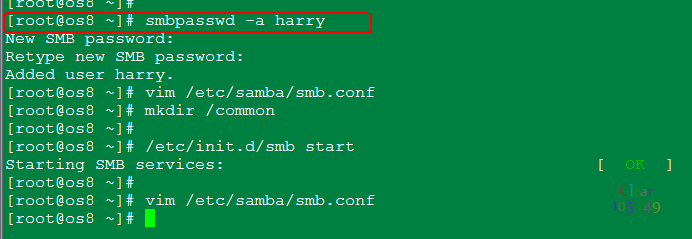 [root@os8 ~]#
[root@os8 ~]# smbpasswd -a harry
New SMB password:
Retype new SMB password:
Added user harry.
[root@os8 ~]# vim /etc/samba/smb.conf
[root@os8 ~]# mkdir /common
[root@os8 ~]#
[root@os8 ~]# /etc/init.d/smb start
Starting SMB services: [ OK ]
[root@os8 ~]#
[root@os8 ~]# vim /etc/samba/smb.conf
[root@os8 ~]#